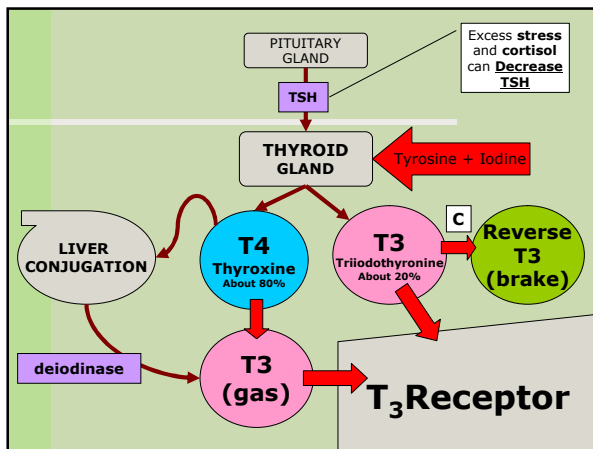 PITUITARY
GLAND
Excess stress
and cortisol
can Decrease
TSH
TSH
THYROID
GLAND
Tyrosine + Iodine
LIVER
CONJUGATION
T4
Thyroxine
About 80%
T3
Triiodothyronine
About 20%
C
Reverse
T3
(brake)
deiodinase
T3
(gas)
T₃Receptor